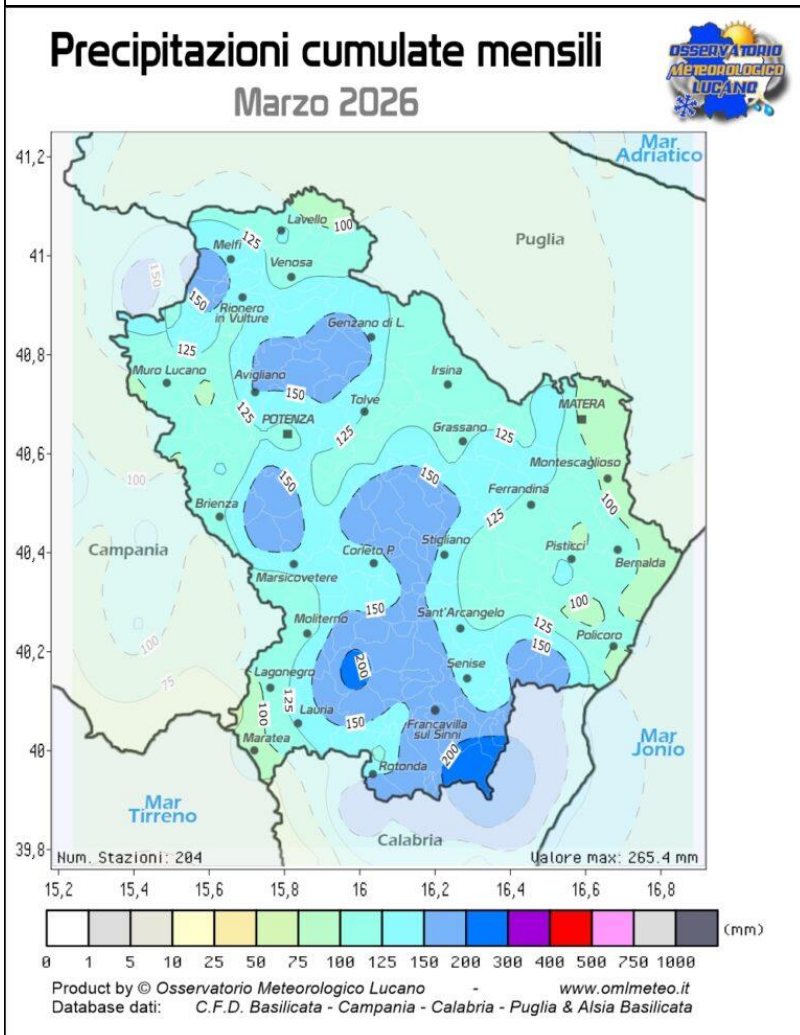 Precipitazioni cumulate mensili
Marzo 2026
OSSERVATORIO
METEOROLOGICO
LUCANO
41,2
41
40,8
40,6
40,4
40,2
40
39,8
Mar
Adriatico
Puglia
Lavello
100
125
Melfi
Venosa
150
150
Rionero
in Vulture
Genzano di L.
125
Muro Lucano
Avigliano
150
Irsina
Tolve
125
POTENZA
125
MATERA
Grassano
125
Montescaglioso
100
150
150
Ferrandina
100
Brienza
125
Campania
Corleto P.
Stigliano
Pisticci
Bernalda
Marsicovetere
150
100
Moliterno
Sant'Arcangelo
125
Policoro
100
150
200
Senise
Lagonegro
75
125
100
Lauria
150
Francavilla
sul Sinni
Maratea
200
Mar
Jonio
Rotonda
Mar
Tirreno
Calabria
Num. Stazioni: 204
Valore max: 265.4 mm
15,2 15,4 15,6 15,8 16 16,2 16,4 16,6 16,8
(mm)
0 1 5 10 25 50 75 100 125 150 200 300 400 500 750 1000
Product by © Osservatorio Meteorologico Lucano - www.omlmeteo.it
Database dati: C.F.D. Basilicata - Campania - Calabria - Puglia & Alsia Basilicata